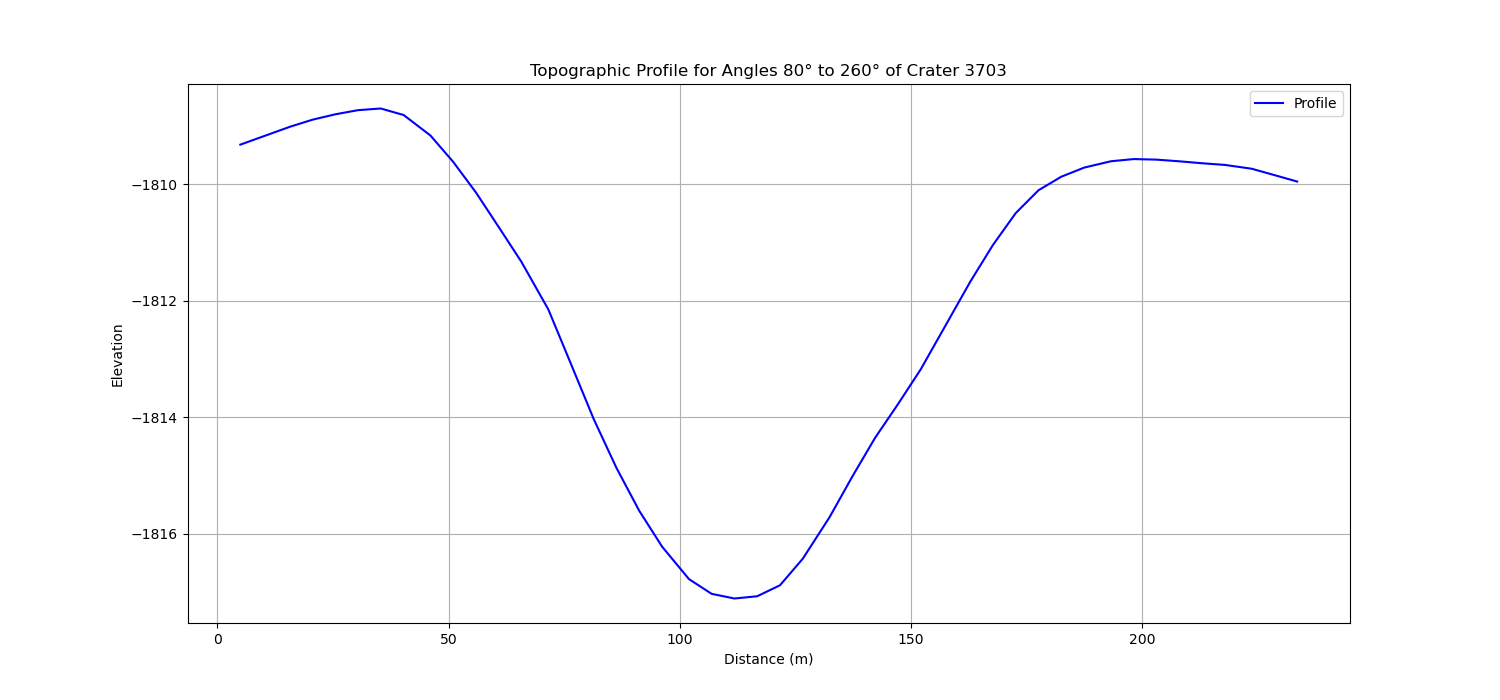 Topographic Profile for Angles 80° to 260° of Crater 3703
Profile
−1810
−1812
−1814
−1816
Elevation
0 50 100 150 200
Distance (m)